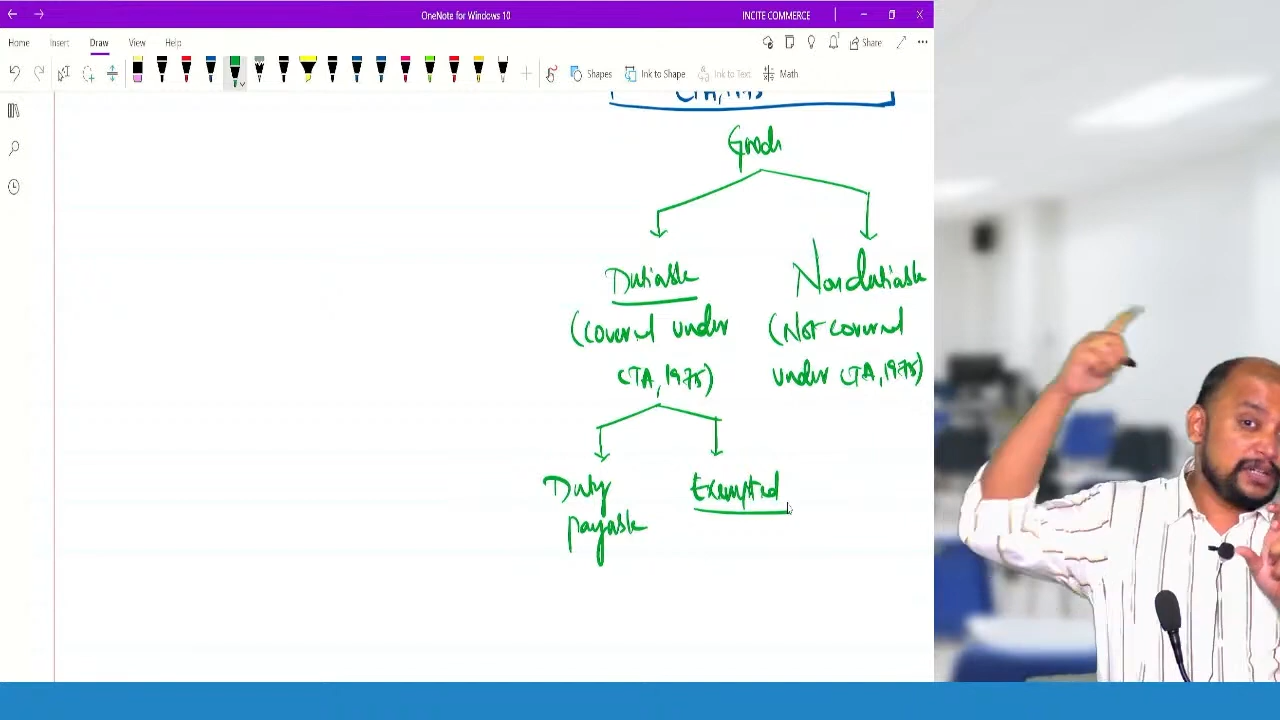 OneNote for Windows 10
INCITE COMMERCE
Home Insert Draw View Help
Share
Shapes Ink to Shape Ink to Text Math
Goods
Dutiable Non dutiable
(Covered under (Not covered
CTA, 1975) under CTA, 1975)
Duty Exempted
payable